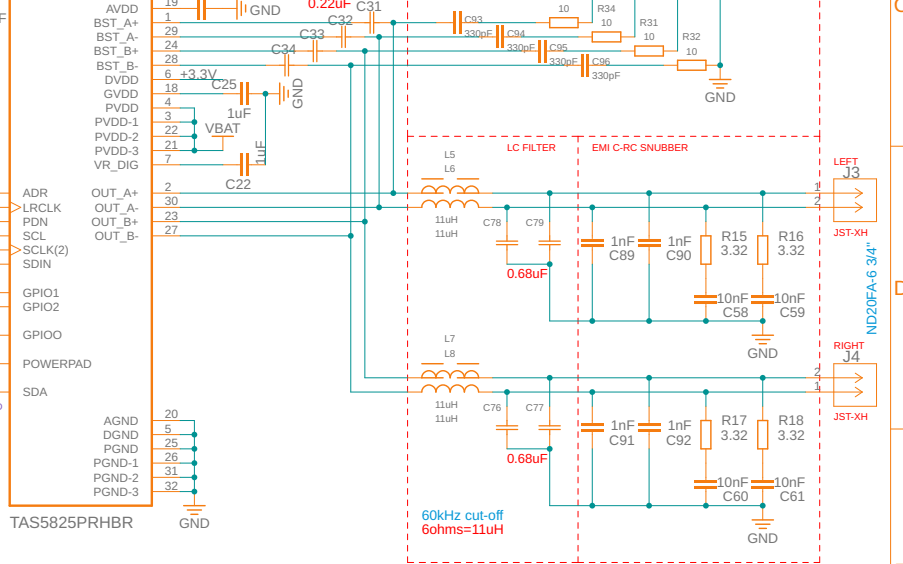 AVDD 19
GND
0.22uF
C31
BST_A+ 1
C32
C93
330pF
10
R34
BST_A- 29
C33
C94
330pF
10
R31
BST_B+ 24
C34
C95
330pF
10
R32
BST_B- 28
C96
330pF
10
GND
DVDD 6 +3.3V
C25
GVDD 18
1uF
GND
PVDD 4
PVDD-1 3
VBAT
PVDD-2 22
PVDD-3 21
1uF
VR_DIG 7
C22
LC FILTER
EMI C-RC SNUBBER
L5
L6
11uH
11uH
LEFT
J3
1
2
JST-XH
ADR
OUT_A+ 2
LRCLK
OUT_A- 30
PDN
OUT_B+ 23
SCL
OUT_B- 27
SCLK(2)
SDIN
GPIO1
GPIO2
GPIOO
POWERPAD
SDA
C78
C79
0.68uF
1nF
C89
1nF
C90
R15
3.32
R16
3.32
10nF
C58
10nF
C59
GND
ND20FA-6 3/4"
L7
L8
11uH
11uH
RIGHT
J4
2
1
JST-XH
C76
C77
0.68uF
1nF
C91
1nF
C92
R17
3.32
R18
3.32
10nF
C60
10nF
C61
GND
AGND 20
DGND 5
PGND 25
PGND-1 26
PGND-2 31
PGND-3 32
GND
TAS5825PRHBR
60kHz cut-off
6ohms=11uH